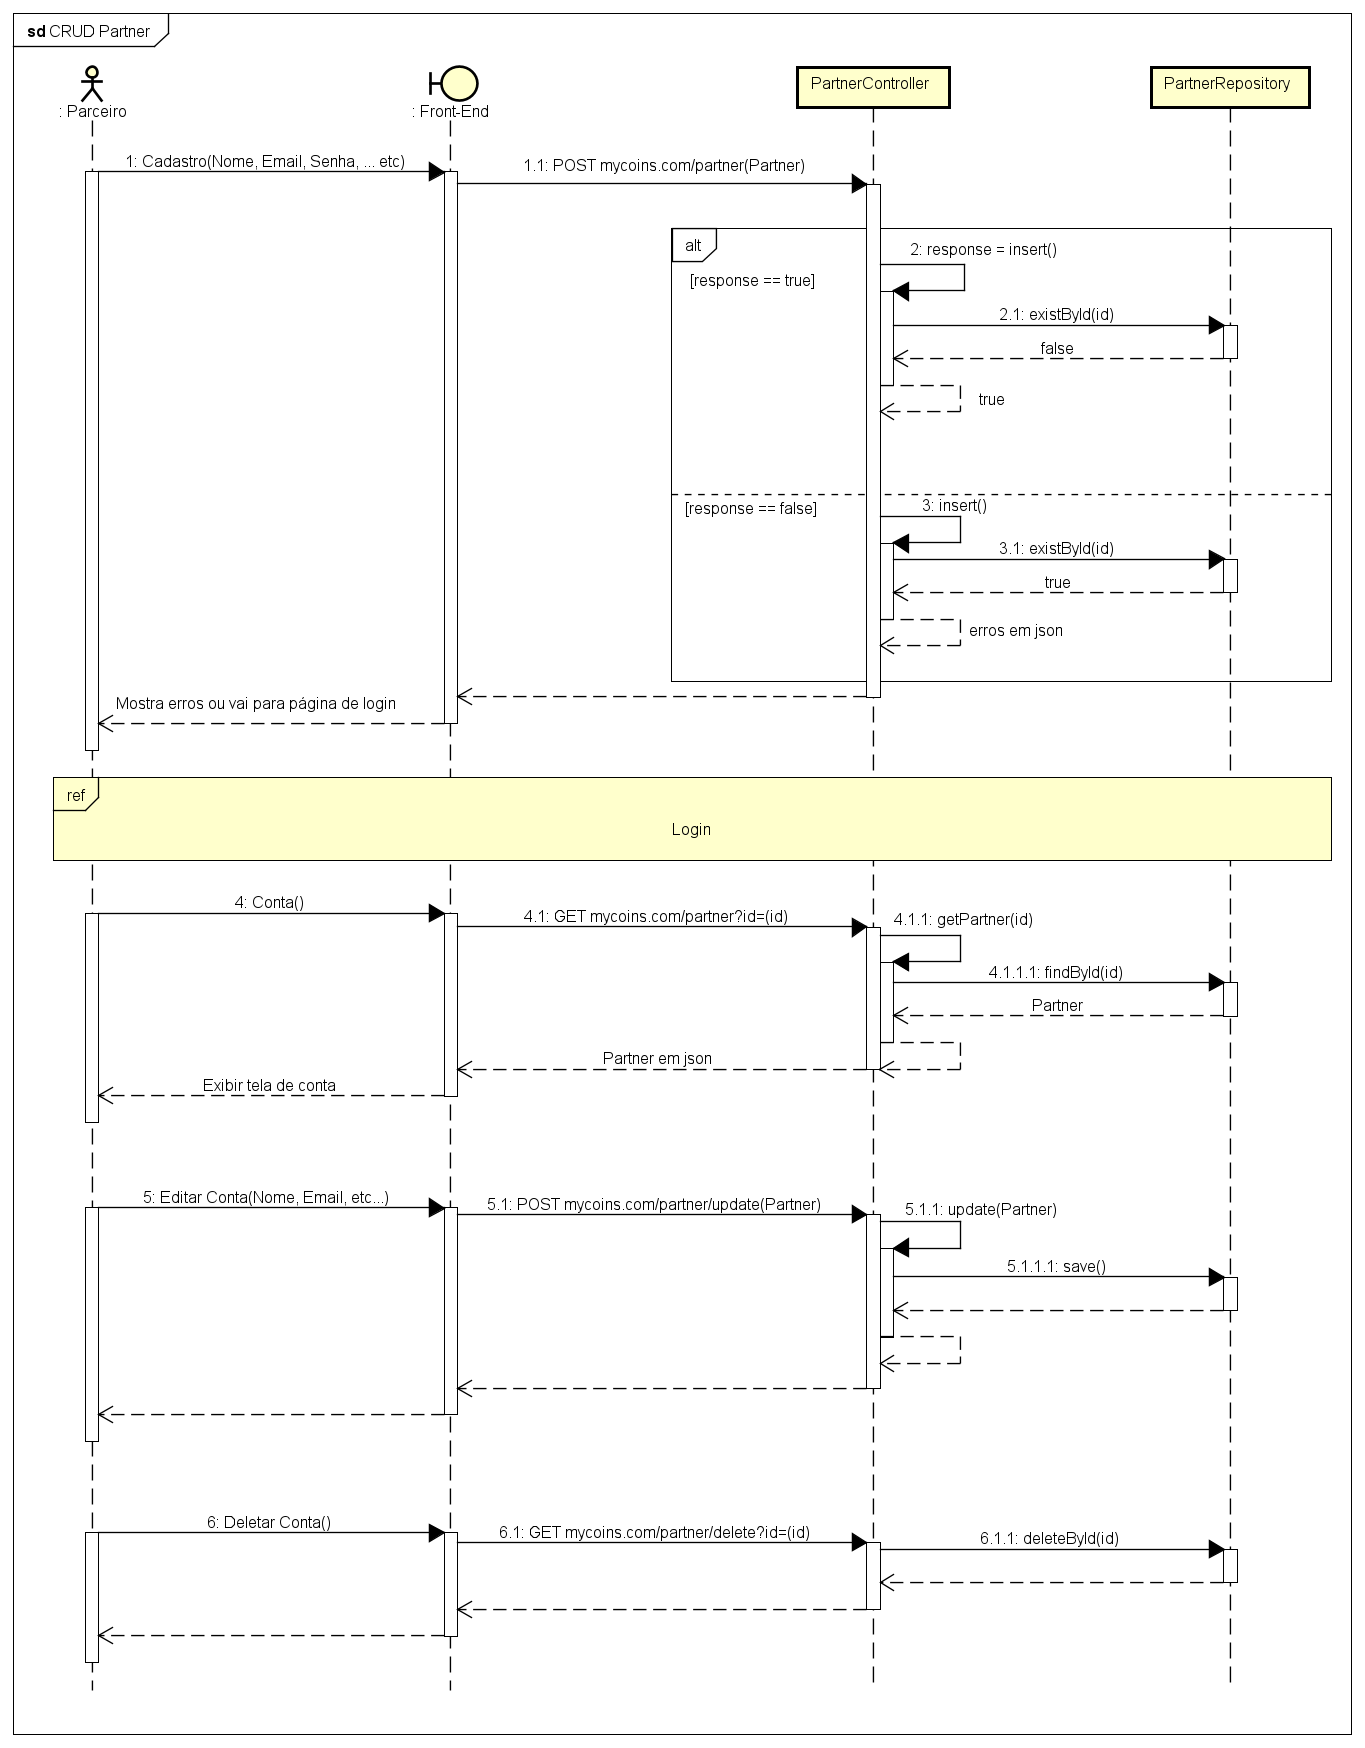 sd CRUD Partner
: Parceiro
: Front-End
PartnerController
PartnerRepository
1: Cadastro(Nome, Email, Senha, ... etc)
1.1: POST mycoins.com/partner(Partner)
alt
2: response = insert()
[response == true]
2.1: existById(id)
false
true
[response == false]
3: insert()
3.1: existById(id)
true
erros em json
Mostra erros ou vai para página de login
ref
Login
4: Conta()
4.1: GET mycoins.com/partner?id=(id)
4.1.1: getPartner(id)
4.1.1.1: findById(id)
Partner
Partner em json
Exibir tela de conta
5: Editar Conta(Nome, Email, etc...)
5.1: POST mycoins.com/partner/update(Partner)
5.1.1: update(Partner)
5.1.1.1: save()
6: Deletar Conta()
6.1: GET mycoins.com/partner/delete?id=(id)
6.1.1: deleteById(id)